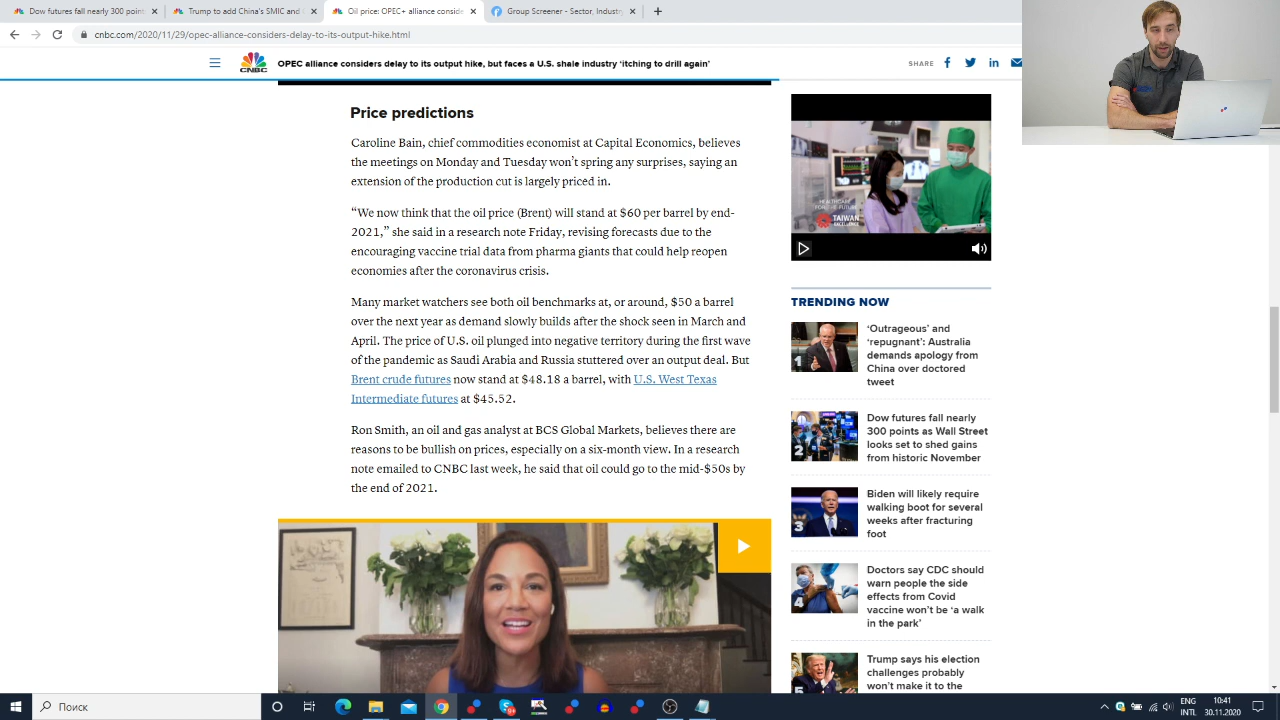 Dow futures fall nearly 300 points
Trump to add China's SMIC and C
Oil prices: OPEC alliance consider
Group Screener - Sector, Industry
cnbc.com/2020/11/29/opec-alliance-considers-delay-to-its-output-hike.html
CNBC
OPEC alliance considers delay to its output hike, but faces a U.S. shale industry ‘itching to drill again’
SHARE
Price predictions
Caroline Bain, chief commodities economist at Capital Economics, believes
the meetings on Monday and Tuesday won’t spring any surprises, saying an
extension of the production cut is largely priced in.
“We now think that the oil price (Brent) will stand at $60 per barrel by end-
2021,” she said in a research note Friday, revising forecasts due to the
encouraging vaccine trial data from pharma giants that could help reopen
economies after the coronavirus crisis.
Many market watchers see both oil benchmarks at, or around, $50 a barrel
over the next year as demand slowly builds after the shock seen in March and
April. The price of U.S. oil plunged into negative territory during the first wave
of the pandemic as Saudi Arabia and Russia stuttered over an output deal. But
Brent crude futures now stand at $48.18 a barrel, with U.S. West Texas
Intermediate futures at $45.52.
Ron Smith, an oil and gas analyst at BCS Global Markets, believes there are
reasons to be bullish on prices, especially on a six-month view. In a research
note emailed to CNBC last week, he said that oil could go to the mid-$50s by
the end of 2021.
HEALTHCARE
FOR THE FUTURE
TAIWAN
EXCELLENCE
TRENDING NOW
1
‘Outrageous’ and
‘repugnant’: Australia
demands apology from
China over doctored
tweet
2
Dow futures fall nearly
300 points as Wall Street
looks set to shed gains
from historic November
3
Biden will likely require
walking boot for several
weeks after fracturing
foot
4
Doctors say CDC should
warn people the side
effects from Covid
vaccine won’t be ‘a walk
in the park’
5
Trump says his election
challenges probably
won’t make it to the
Поиск
ENG
INTL
10:41
30.11.2020